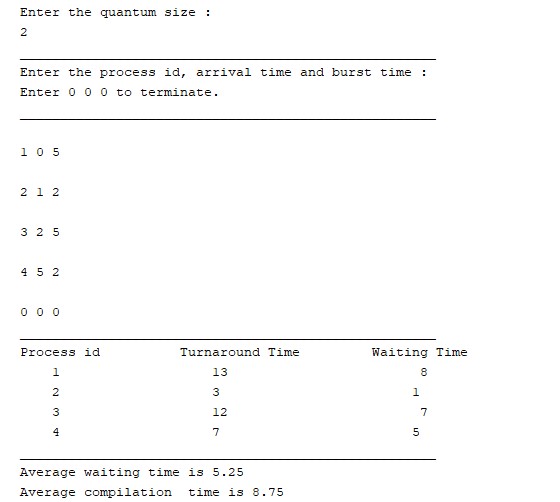 Enter the quantum size :
2
Enter the process id, arrival time and burst time :
Enter 0 0 0 to terminate.
1 0 5
2 1 2
3 2 5
4 5 2
0 0 0
Process id Turnaround Time Waiting Time
1 13 8
2 3 1
3 12 7
4 7 5
Average waiting time is 5.25
Average compilation  time is 8.75